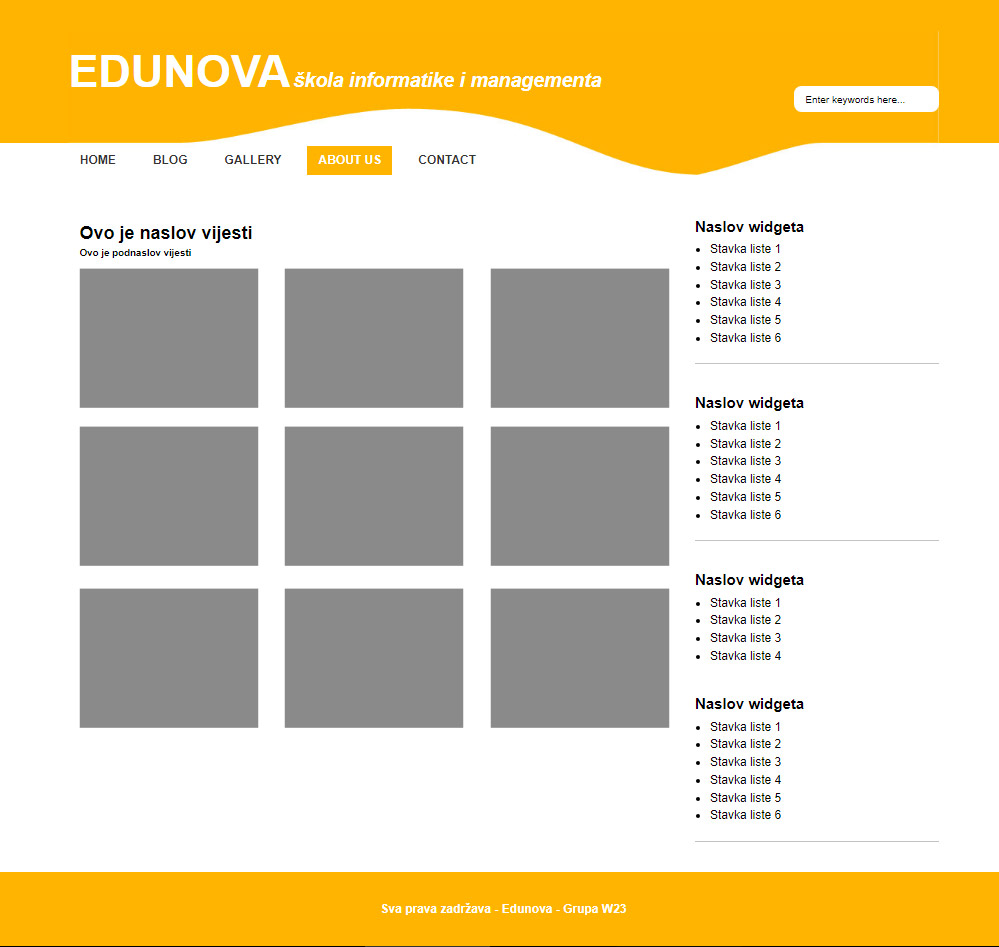 EDUNOVA škola informatike i managementa
Enter keywords here...
HOME BLOG GALLERY ABOUT US CONTACT
Ovo je naslov vijesti
Ovo je podnaslov vijesti
Naslov widgeta
Stavka liste 1
Stavka liste 2
Stavka liste 3
Stavka liste 4
Stavka liste 5
Stavka liste 6
Naslov widgeta
Stavka liste 1
Stavka liste 2
Stavka liste 3
Stavka liste 4
Stavka liste 5
Stavka liste 6
Naslov widgeta
Stavka liste 1
Stavka liste 2
Stavka liste 3
Stavka liste 4
Naslov widgeta
Stavka liste 1
Stavka liste 2
Stavka liste 3
Stavka liste 4
Stavka liste 5
Stavka liste 6
Sva prava zadržava - Edunova - Grupa W23